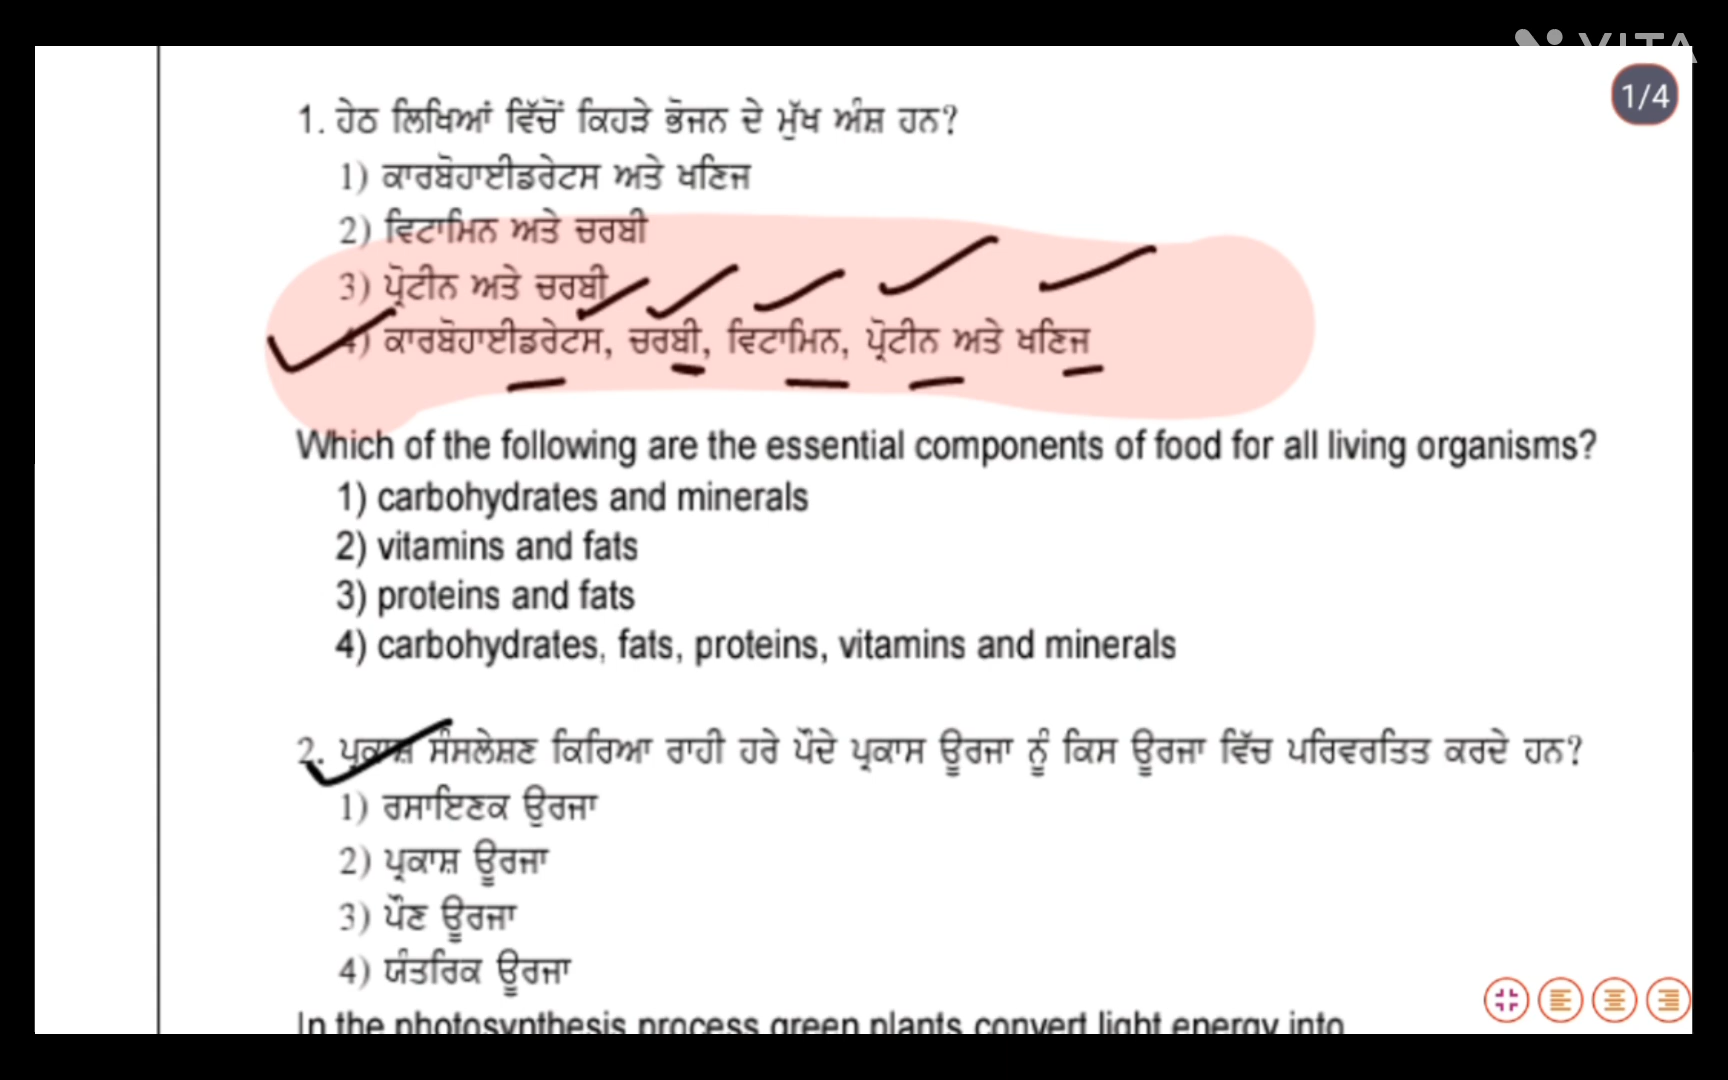 VITA
1/4
1. ਹੇਠ ਲਿਖਿਆਂ ਵਿੱਚੋਂ ਕਿਹੜੇ ਭੋਜਨ ਦੇ ਮੁੱਖ ਅੰਸ਼ ਹਨ?
1) ਕਾਰਬੋਹਾਈਡਰੇਟਸ ਅਤੇ ਖਣਿਜ
2) ਵਿਟਾਮਿਨ ਅਤੇ ਚਰਬੀ
3) ਪ੍ਰੋਟੀਨ ਅਤੇ ਚਰਬੀ
4) ਕਾਰਬੋਹਾਈਡਰੇਟਸ, ਚਰਬੀ, ਵਿਟਾਮਿਨ, ਪ੍ਰੋਟੀਨ ਅਤੇ ਖਣਿਜ
Which of the following are the essential components of food for all living organisms?
1) carbohydrates and minerals
2) vitamins and fats
3) proteins and fats
4) carbohydrates, fats, proteins, vitamins and minerals
2. ਪ੍ਰਕਾਸ਼ ਸੰਸਲੇਸ਼ਣ ਕਿਰਿਆ ਰਾਹੀ ਹਰੇ ਪੌਦੇ ਪ੍ਰਕਾਸ ਊਰਜਾ ਨੂੰ ਕਿਸ ਊਰਜਾ ਵਿੱਚ ਪਰਿਵਰਤਿਤ ਕਰਦੇ ਹਨ?
1) ਰਸਾਇਣਕ ਉਰਜਾ
2) ਪ੍ਰਕਾਸ਼ ਊਰਜਾ
3) ਪੌਣ ਊਰਜਾ
4) ਯੰਤਰਿਕ ਊਰਜਾ
In the photosynthesis process green plants convert light energy into